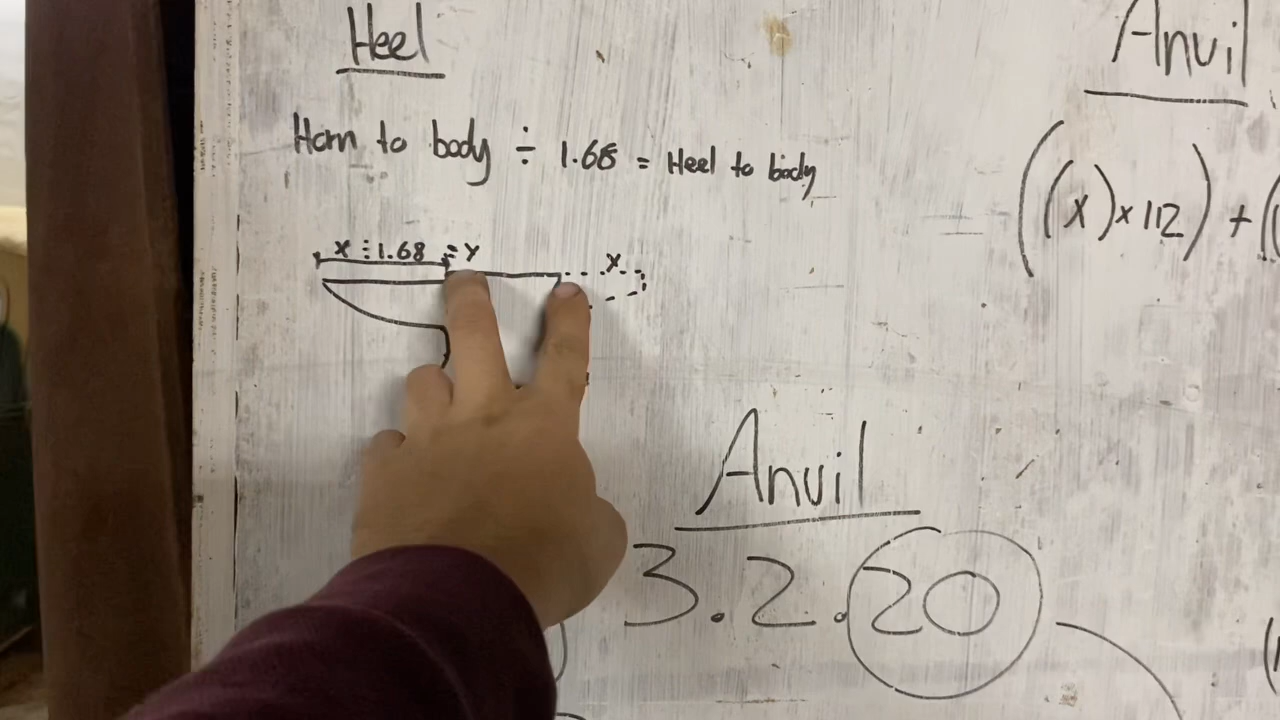 Heel
Horn to body ÷ 1.68 = Heel to body
X ÷ 1.68 = Y
X
Anvil
3.2.20
Anvil
((X) × 112) + (